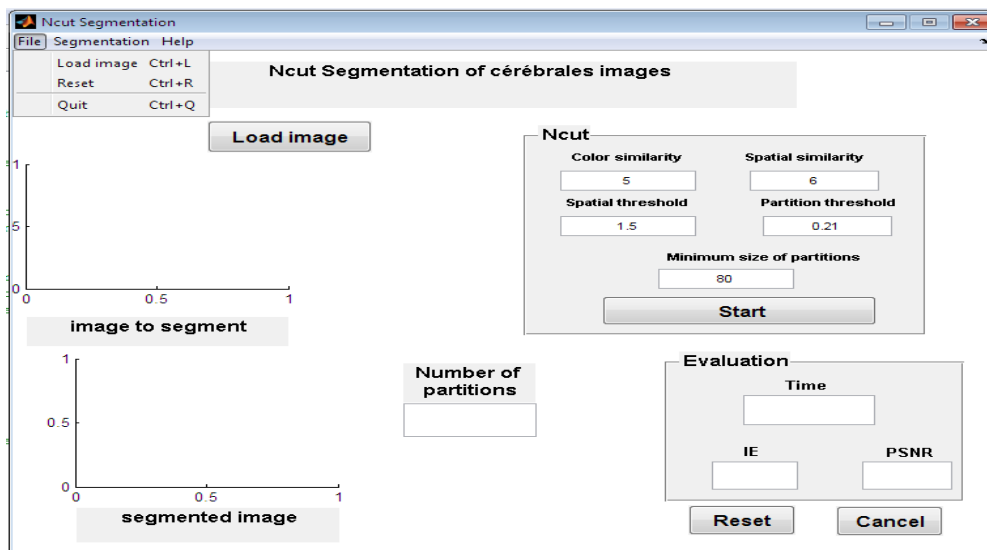 Ncut Segmentation
File Segmentation Help
Load image Ctrl+L
Reset Ctrl+R
Quit Ctrl+Q
Ncut Segmentation of cérébrales images
Load image
1
5
0
0 0.5 1
image to segment
Ncut
Color similarity Spatial similarity
5 6
Spatial threshold Partition threshold
1.5 0.21
Minimum size of partitions
80
Start
1
0.5
0
0 0.5 1
segmented image
Number of
partitions
Evaluation
Time
IE PSNR
Reset Cancel